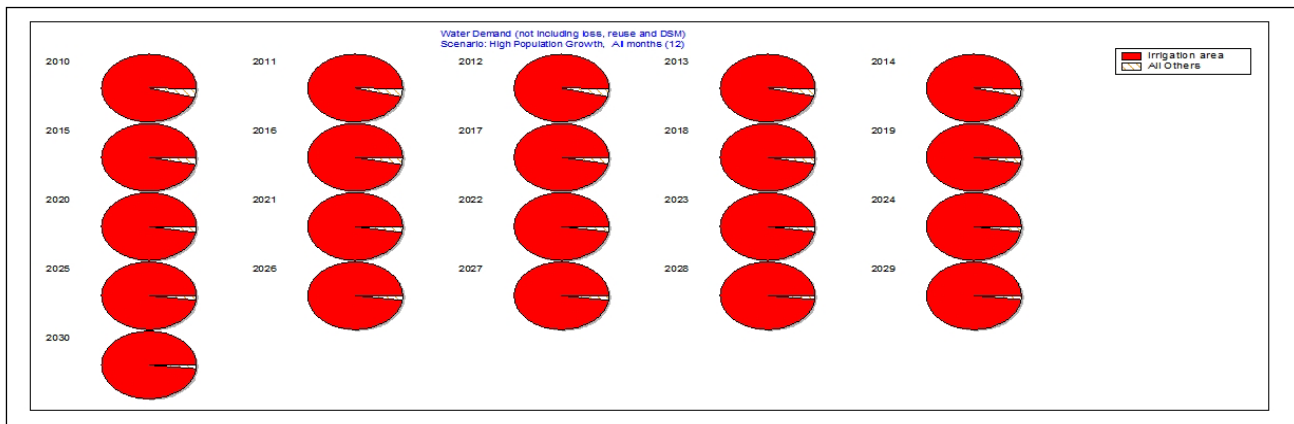 Water Demand (not including loss, reuse and DSM)
Scenario: High Population Growth, All months (12)
Irrigation area
All Others
2010 2011 2012 2013 2014
2015 2016 2017 2018 2019
2020 2021 2022 2023 2024
2025 2026 2027 2028 2029
2030